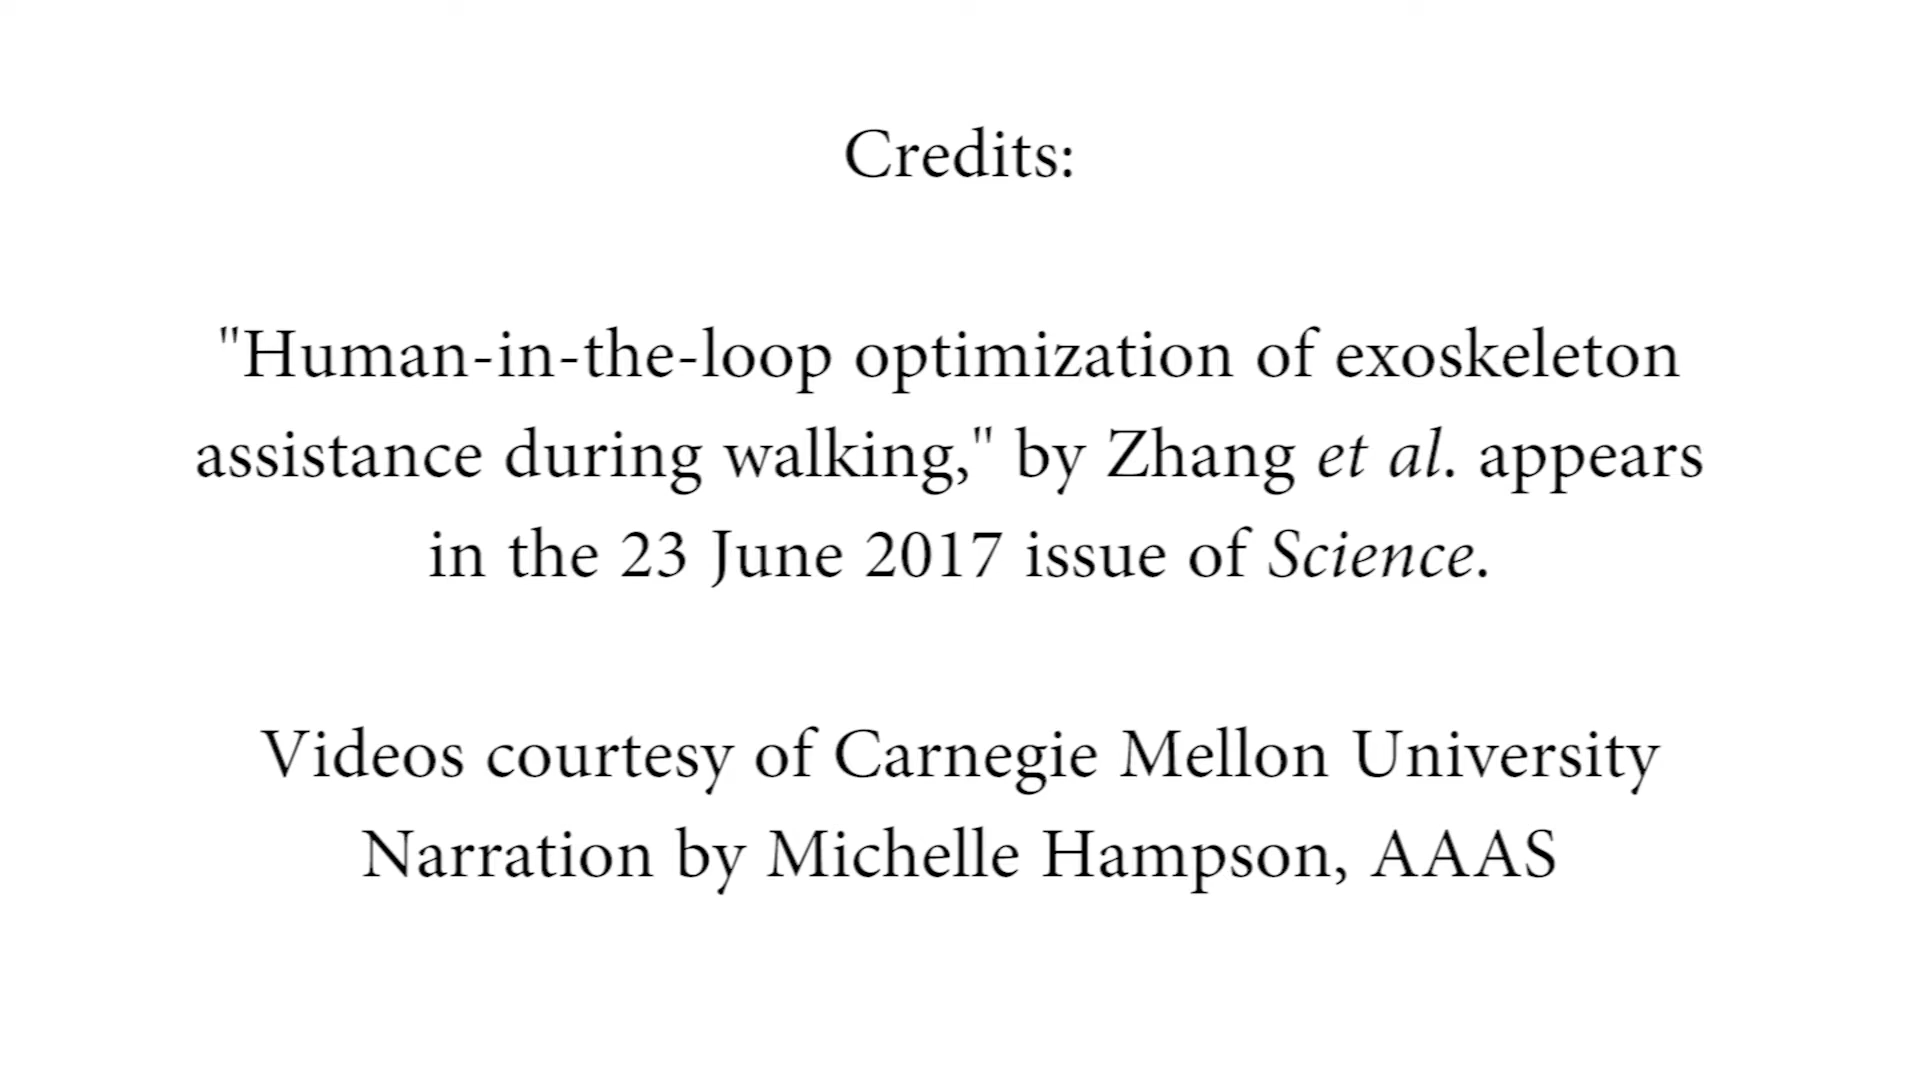 Credits:
"Human-in-the-loop optimization of exoskeleton
assistance during walking," by Zhang et al. appears
in the 23 June 2017 issue of Science.
Videos courtesy of Carnegie Mellon University
Narration by Michelle Hampson, AAAS